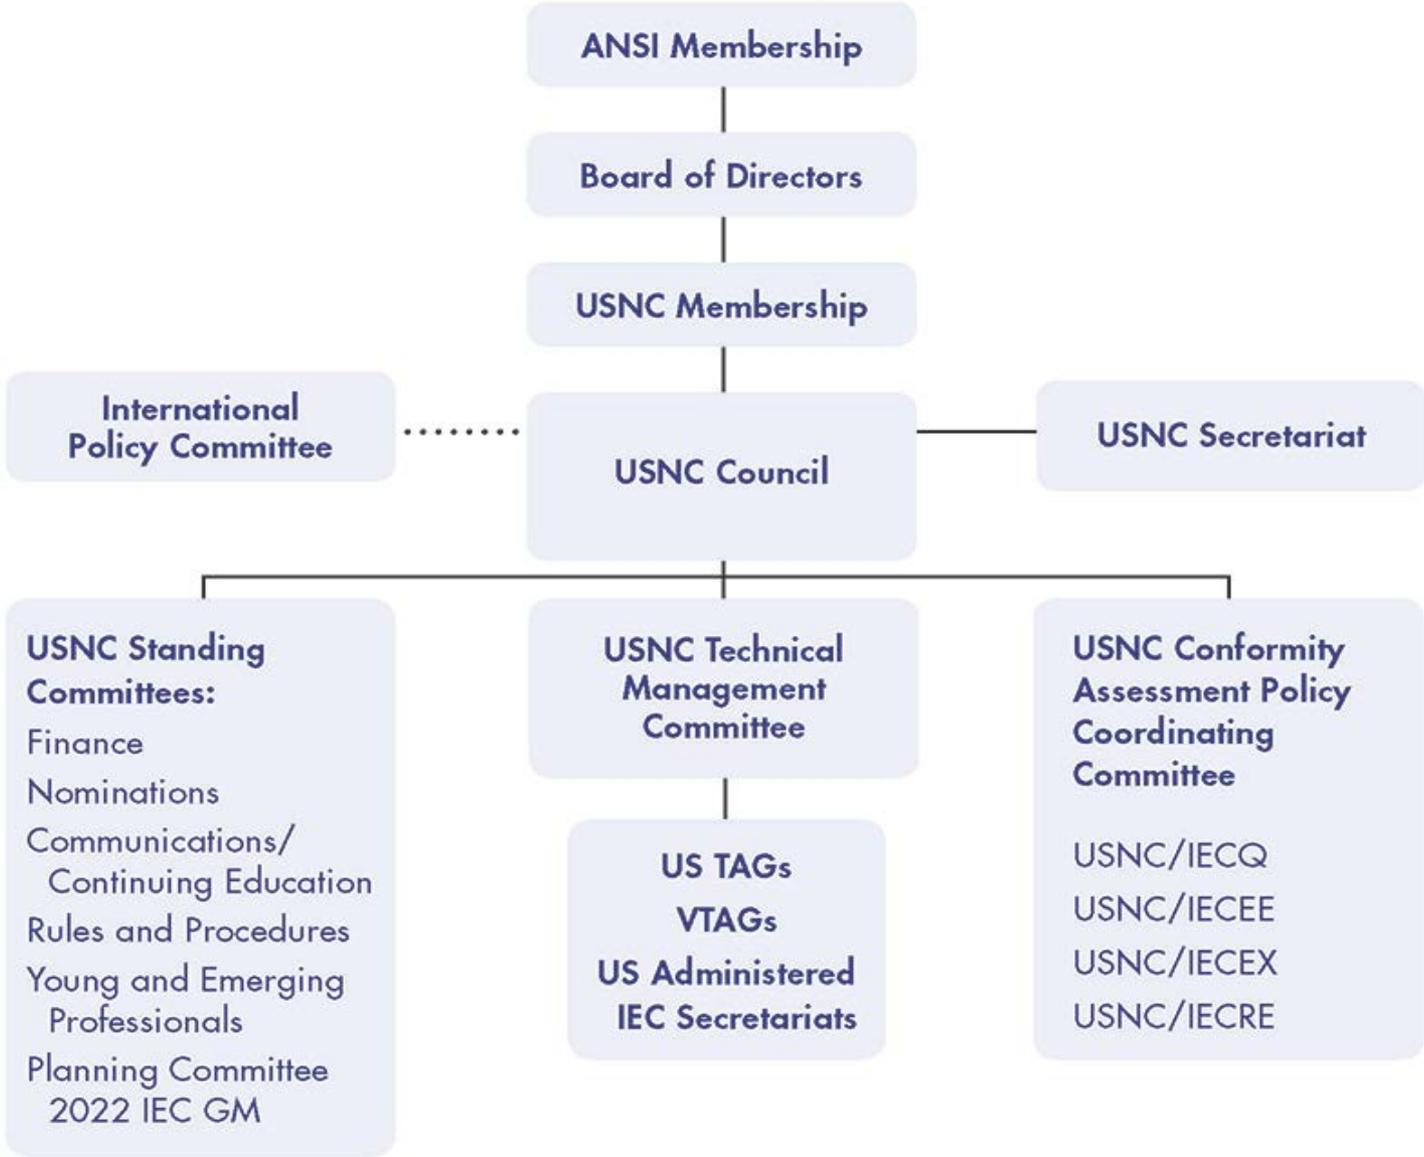 ANSI Membership
Board of Directors
USNC Membership
International
Policy Committee
USNC Council
USNC Secretariat
USNC Standing
Committees:
Finance
Nominations
Communications/
Continuing Education
Rules and Procedures
Young and Emerging
Professionals
Planning Committee
2022 IEC GM
USNC Technical
Management
Committee
US TAGs
VTAGs
US Administered
IEC Secretariats
USNC Conformity
Assessment Policy
Coordinating
Committee
USNC/IECQ
USNC/IECEE
USNC/IECEX
USNC/IECRE